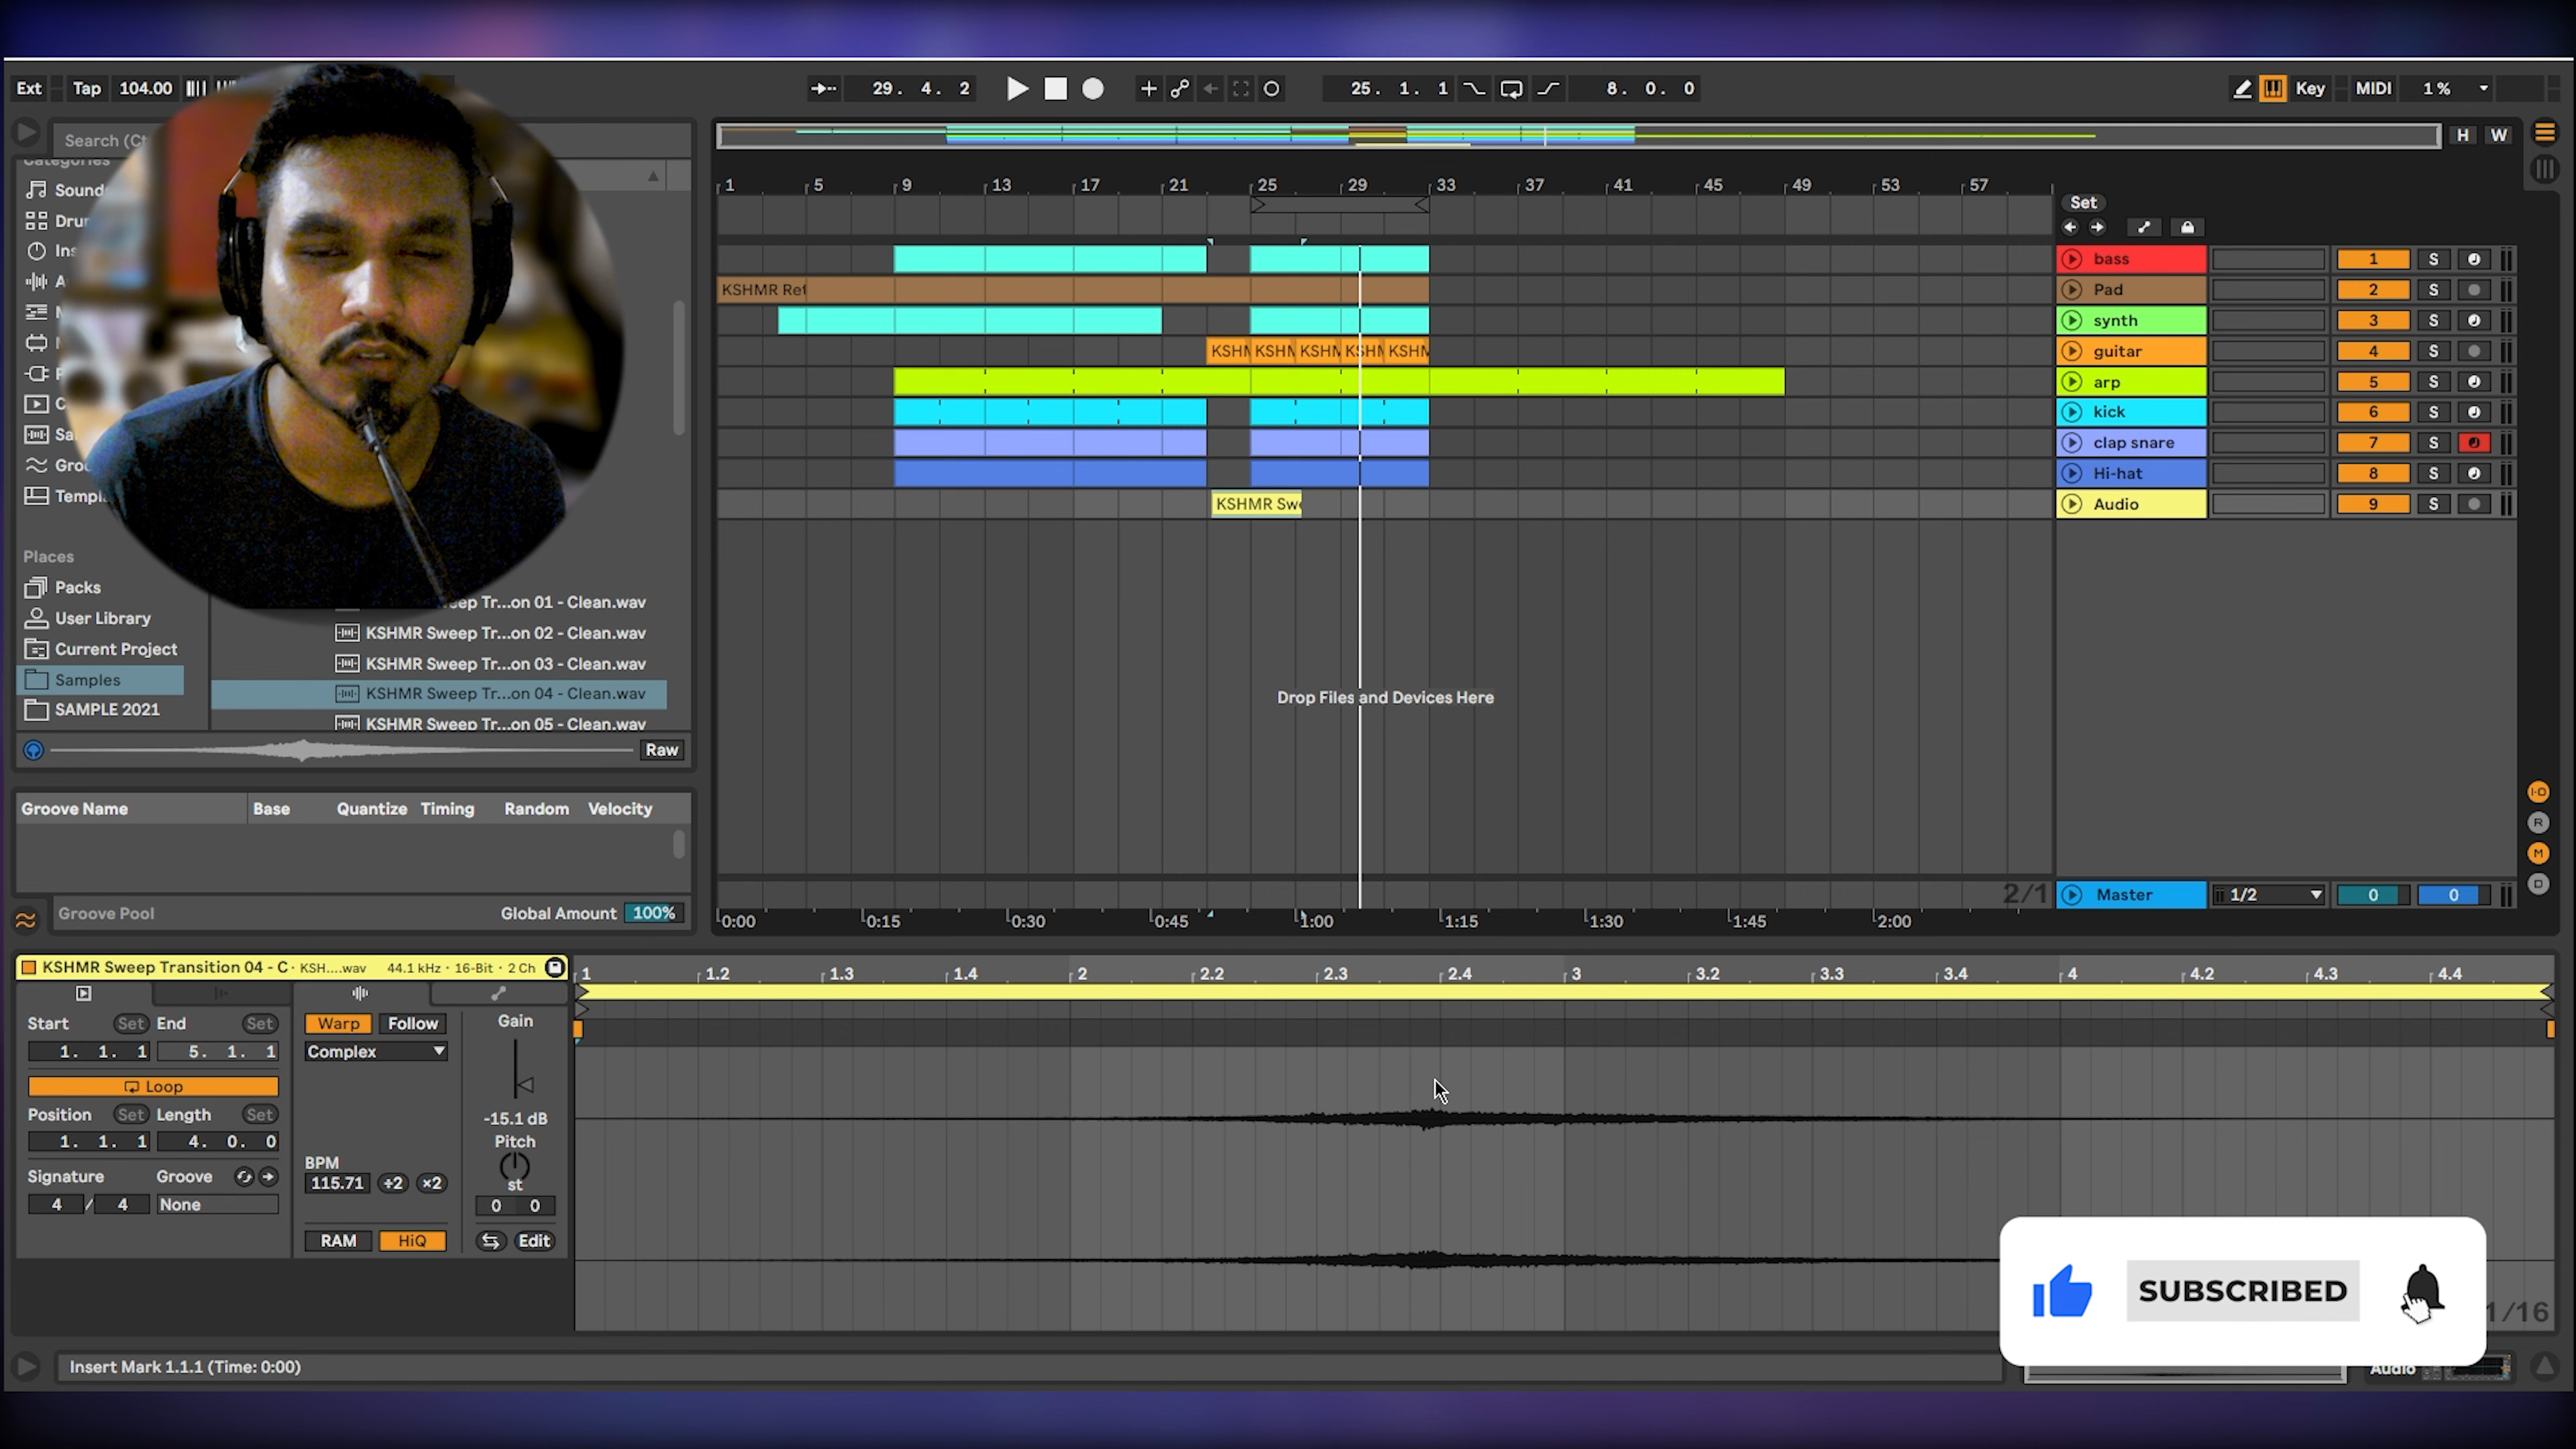 Ext Tap 104.00 29. 4. 2 25. 1. 1 8. 0. 0 Key MIDI 1 %
Search (Ct
H W
Categories
Sound
Dru
Ins
A
Sa
Gro
Templ
1 5 9 13 17 21 25 29 33 37 41 45 49 53 57
Set
bass 1 S
KSHMR Ret
Pad 2 S
synth 3 S
KSHM KSHM KSHM KSHM KSHM
guitar 4 S
arp 5 S
kick 6 S
clap snare 7 S
Hi-hat 8 S
KSHMR Swe
Audio 9 S
Places
Packs
User Library
Current Project
Samples
SAMPLE 2021
eep Tr...on 01 - Clean.wav
KSHMR Sweep Tr...on 02 - Clean.wav
KSHMR Sweep Tr...on 03 - Clean.wav
KSHMR Sweep Tr...on 04 - Clean.wav
KSHMR Sweep Tr...on 05 - Clean.wav
Raw
Drop Files and Devices Here
I·O
R
M
D
Groove Name Base Quantize Timing Random Velocity
Groove Pool Global Amount 100%
2/1
Master 1/2 0 0
0:00 0:15 0:30 0:45 1:00 1:15 1:30 1:45 2:00
KSHMR Sweep Transition 04 - C · KSH....wav 44.1 kHz · 16-Bit · 2 Ch
1 1.2 1.3 1.4 2 2.2 2.3 2.4 3 3.2 3.3 3.4 4 4.2 4.3 4.4
Start Set End Set
1. 1. 1 5. 1. 1
Loop
Position Set Length Set
1. 1. 1 4. 0. 0
Signature Groove
4 / 4 None
Warp Follow
Complex
BPM
115.71 ÷2 ×2
RAM HiQ
Gain
-15.1 dB
Pitch
st
0 0
Edit
SUBSCRIBED
1/16
Insert Mark 1.1.1 (Time: 0:00)
Audio